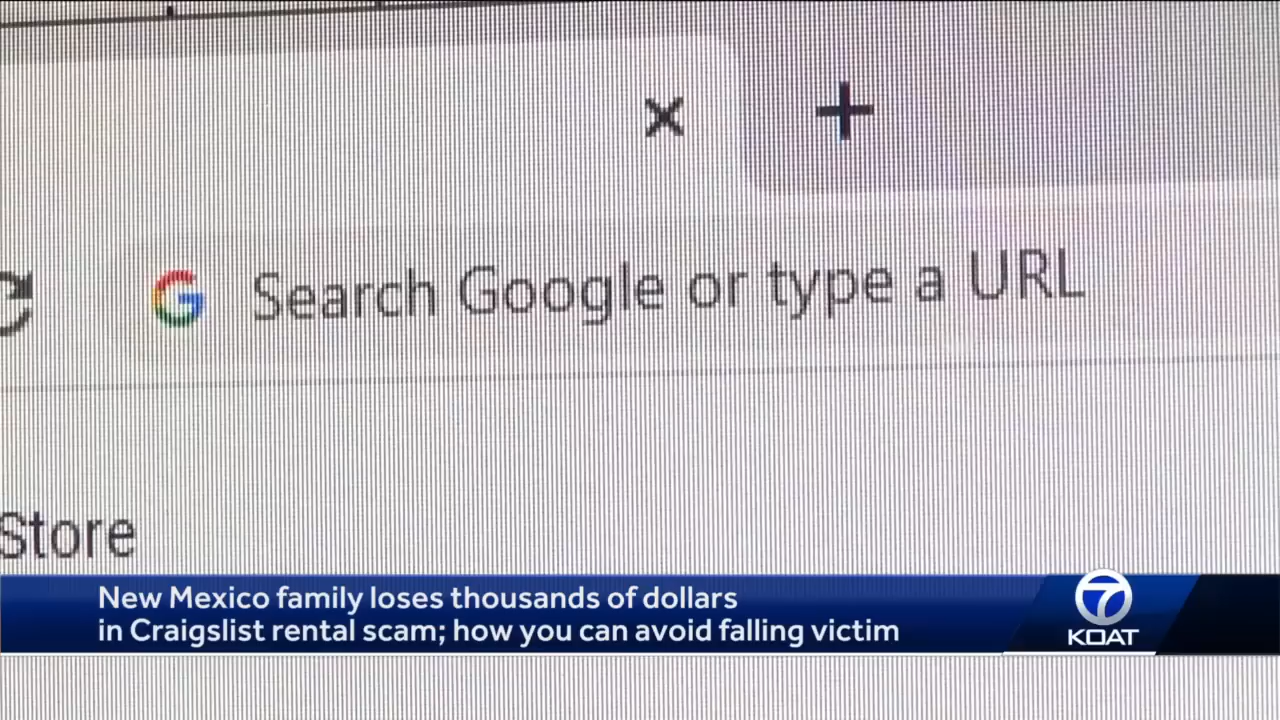 Search Google or type a URL
Store
New Mexico family loses thousands of dollars
in Craigslist rental scam; how you can avoid falling victim
7
KOAT